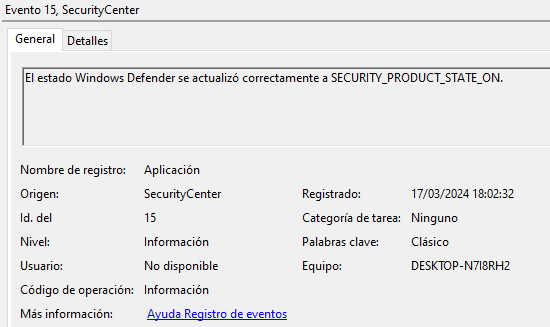 Evento 15, SecurityCenter
General Detalles
El estado Windows Defender se actualizó correctamente a SECURITY_PRODUCT_STATE_ON.
Nombre de registro: Aplicación
Origen: SecurityCenter Registrado: 17/03/2024 18:02:32
Id. del 15 Categoría de tarea: Ninguno
Nivel: Información Palabras clave: Clásico
Usuario: No disponible Equipo: DESKTOP-N7I8RH2
Código de operación: Información
Más información: Ayuda Registro de eventos